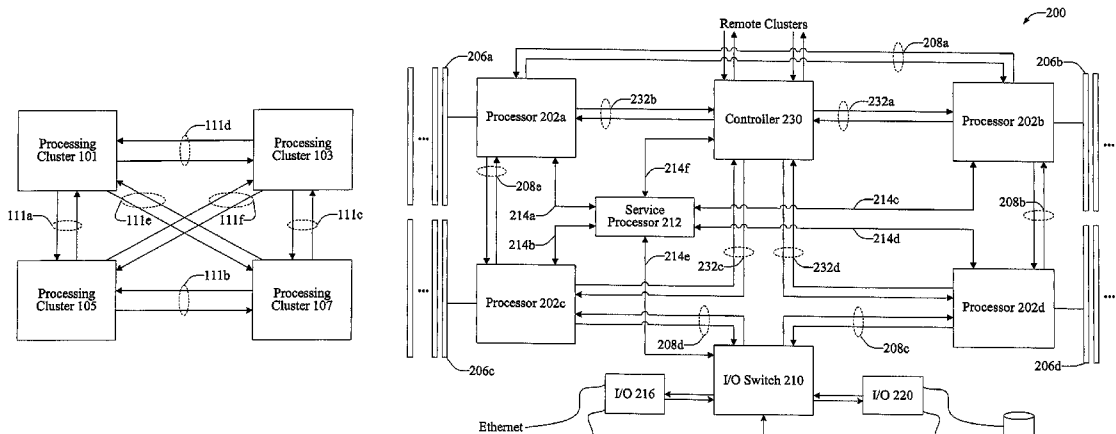 Processing
Cluster 101
Processing
Cluster 103
Processing
Cluster 105
Processing
Cluster 107
111d
111a
111e
111f
111c
111b
200
Remote Clusters
208a
206a
206b
Processor 202a
232b
Controller 230
232a
Processor 202b
...
...
208e
214f
214a
Service
Processor 212
214c
208b
214b
214d
214e
232c
232d
...
Processor 202c
Processor 202d
...
208d
208c
206c
206d
I/O Switch 210
I/O 216
I/O 220
Ethernet